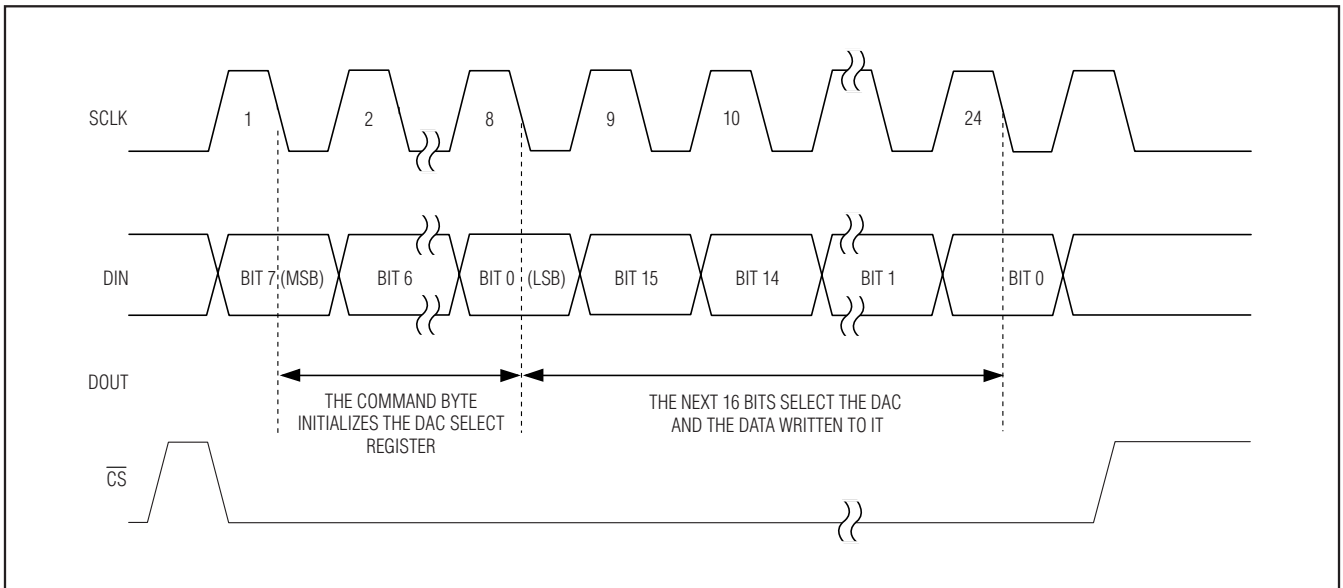 SCLK
1 2 8 9 10 24
DIN
BIT 7 (MSB) BIT 6 BIT 0 (LSB) BIT 15 BIT 14 BIT 1 BIT 0
DOUT
THE COMMAND BYTE
INITIALIZES THE DAC SELECT
REGISTER
THE NEXT 16 BITS SELECT THE DAC
AND THE DATA WRITTEN TO IT
CS